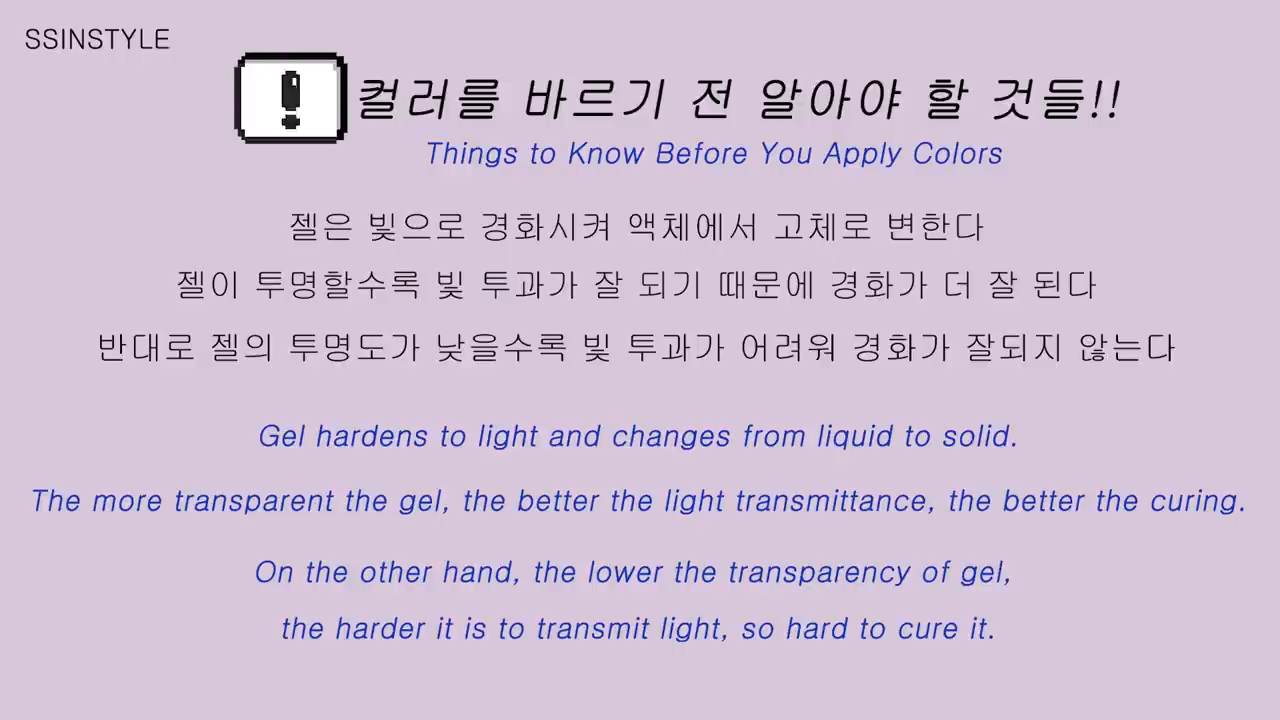 SSINSTYLE
컬러를 바르기 전 알아야 할 것들!!
Things to Know Before You Apply Colors
젤은 빛으로 경화시켜 액체에서 고체로 변한다
젤이 투명할수록 빛 투과가 잘 되기 때문에 경화가 더 잘 된다
반대로 젤의 투명도가 낮을수록 빛 투과가 어려워 경화가 잘되지 않는다
Gel hardens to light and changes from liquid to solid.
The more transparent the gel, the better the light transmittance, the better the curing.
On the other hand, the lower the transparency of gel,
the harder it is to transmit light, so hard to cure it.